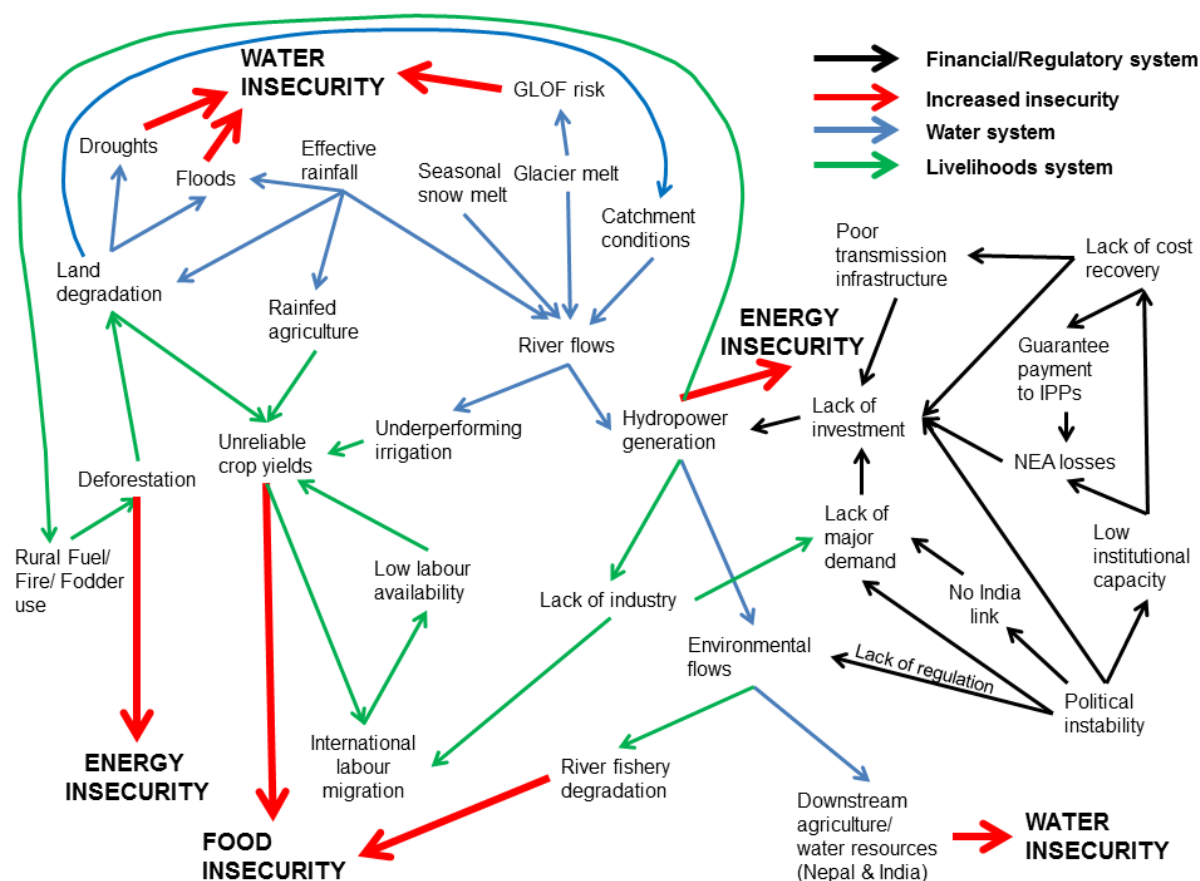 WATER
INSECURITY
GLOF risk
Financial/Regulatory system
Increased insecurity
Water system
Livelihoods system
Droughts
Floods
Effective
rainfall
Seasonal
snow melt
Glacier melt
Catchment
conditions
Poor
transmission
infrastructure
Lack of cost
recovery
Land
degradation
Rainfed
agriculture
River flows
ENERGY
INSECURITY
Guarantee
payment
to IPPs
Unreliable
crop yields
Underperforming
irrigation
Hydropower
generation
Lack of
investment
NEA losses
Deforestation
Rural Fuel/
Fire/ Fodder
use
Low labour
availability
Lack of industry
Lack of
major
demand
No India
link
Low
institutional
capacity
Environmental
flows
Lack of regulation
Political
instability
ENERGY
INSECURITY
International
labour
migration
River fishery
degradation
FOOD
INSECURITY
Downstream
agriculture/
water resources
(Nepal & India)
WATER
INSECURITY